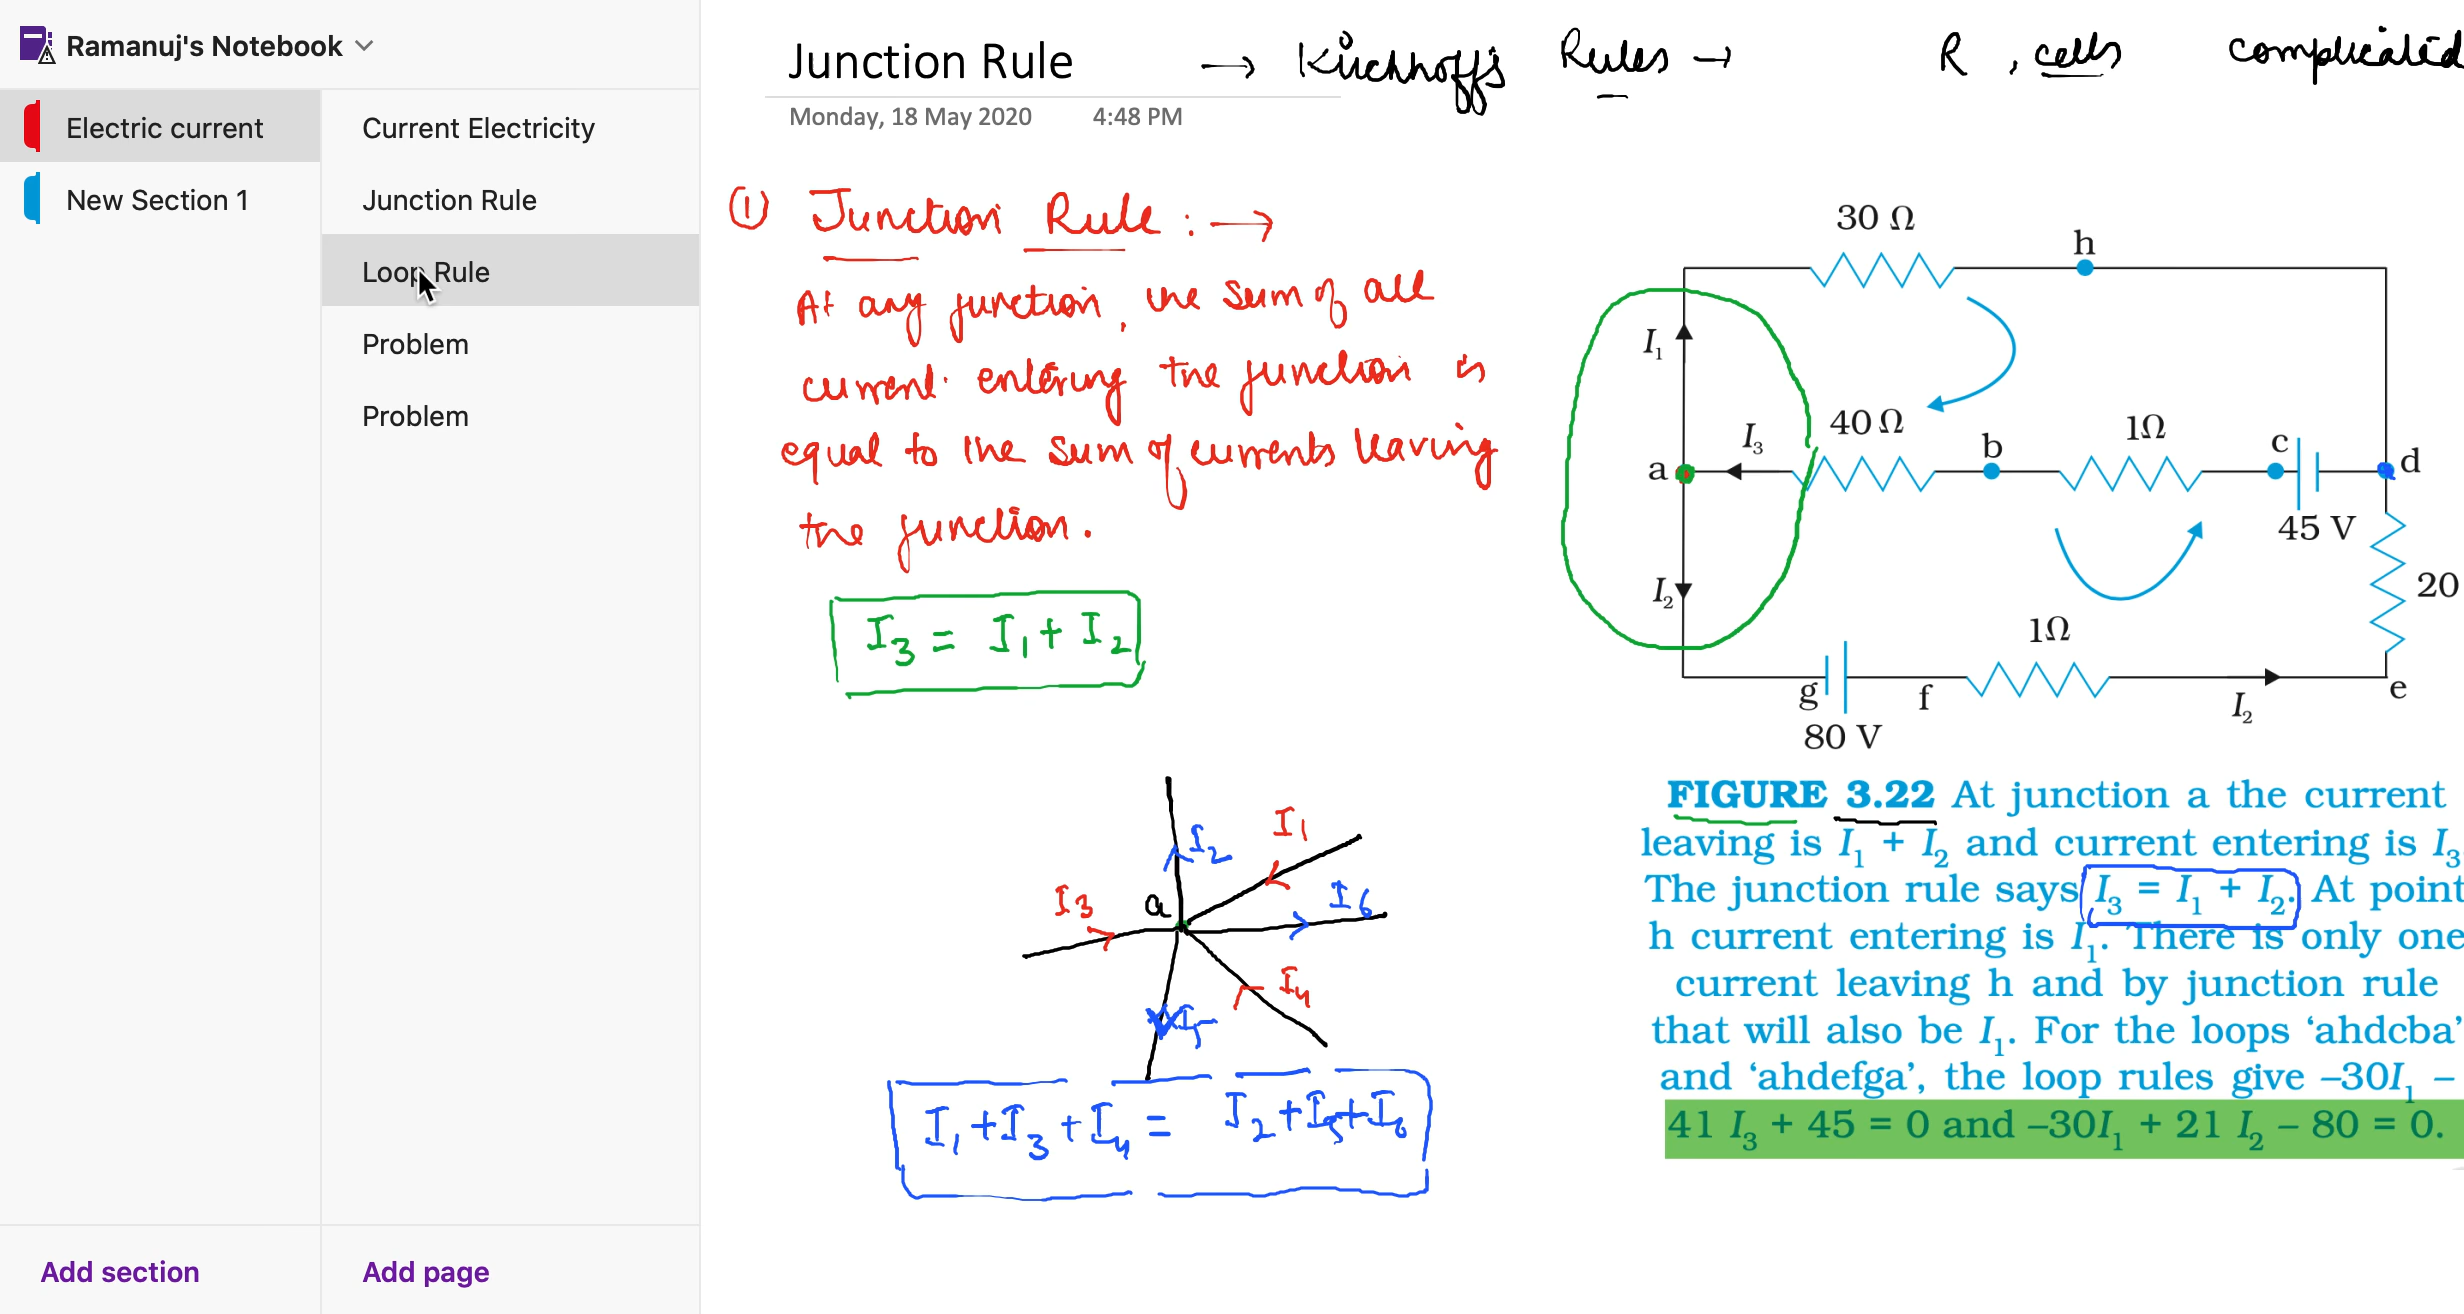 Ramanuj's Notebook
Electric current
New Section 1
Current Electricity
Junction Rule
Loop Rule
Problem
Problem
Add section
Add page
Junction Rule → Kirchhoff's Rules → R , cells complicated
Monday, 18 May 2020 4:48 PM
① Junction Rule : →
At any junction, the sum of all
current entering the junction is
equal to the sum of currents leaving
the junction.
I₃ = I₁ + I₂
I₂
I₁
I₃
a
I₆
I₄
I₅
I₁ + I₃ + I₄ = I₂ + I₅ + I₆
30 Ω
h
I₁
I₃
40 Ω
b
1Ω
c
a
d
45 V
I₂
20
1Ω
g
f
I₂
e
80 V
FIGURE 3.22 At junction a the current
leaving is I₁ + I₂ and current entering is I₃
The junction rule says I₃ = I₁ + I₂. At point
h current entering is I₁. There is only one
current leaving h and by junction rule
that will also be I₁. For the loops ‘ahdcba’
and ‘ahdefga’, the loop rules give –30I₁ –
41 I₃ + 45 = 0 and –30I₁ + 21 I₂ – 80 = 0.